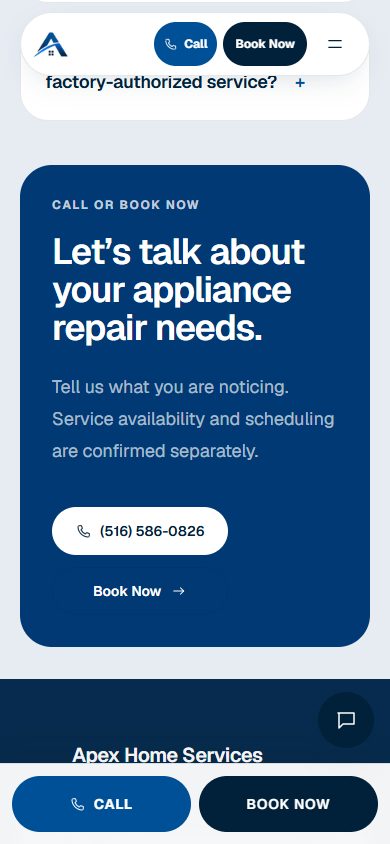 Call
Book Now
factory-authorized service? +
CALL OR BOOK NOW
Let’s talk about
your appliance
repair needs.
Tell us what you are noticing.
Service availability and scheduling
are confirmed separately.
(516) 586-0826
Book Now →
Apex Home Services
CALL
BOOK NOW